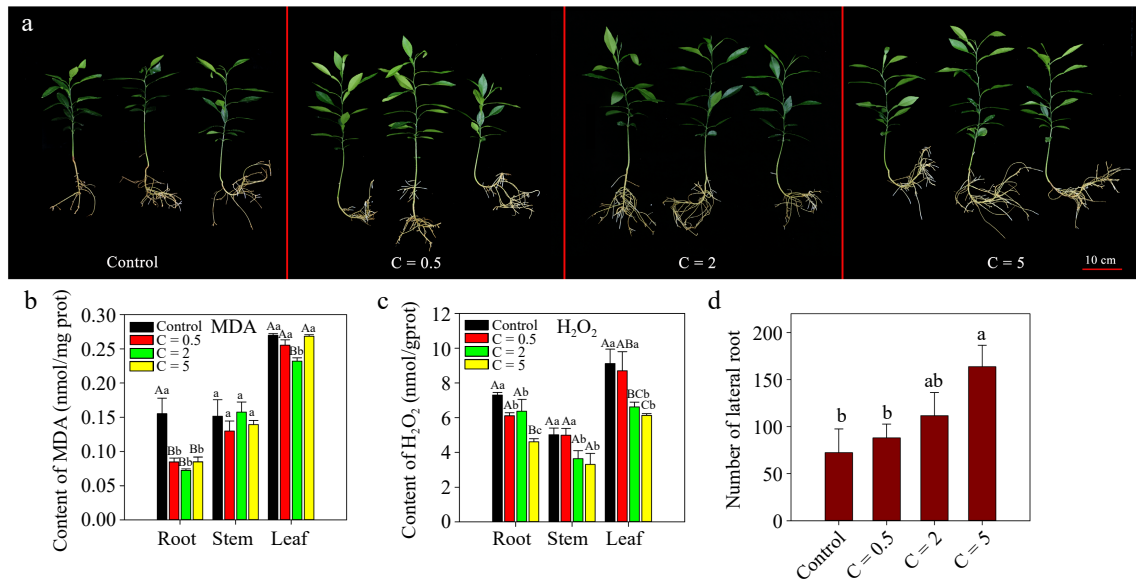 a
Control
C = 0.5
C = 2
C = 5
10 cm
b
MDA
Control
C = 0.5
C = 2
C = 5
Content of MDA (nmol/mg prot)
0.30
0.25
0.20
0.15
0.10
0.05
0.00
Aa
Bb
Bb
Bb
a
a
a
a
Aa
Aa
Bb
Aa
Root Stem Leaf
c
H₂O₂
Control
C = 0.5
C = 2
C = 5
Content of H₂O₂ (nmol/gprot)
12
10
8
6
4
2
0
Aa
Ab
Ab
Bc
Aa
Aa
Ab
Ab
Aa
ABa
BCb
Cb
Root Stem Leaf
d
Number of lateral root
200
150
100
50
0
b
b
ab
a
Control
C = 0.5
C = 2
C = 5